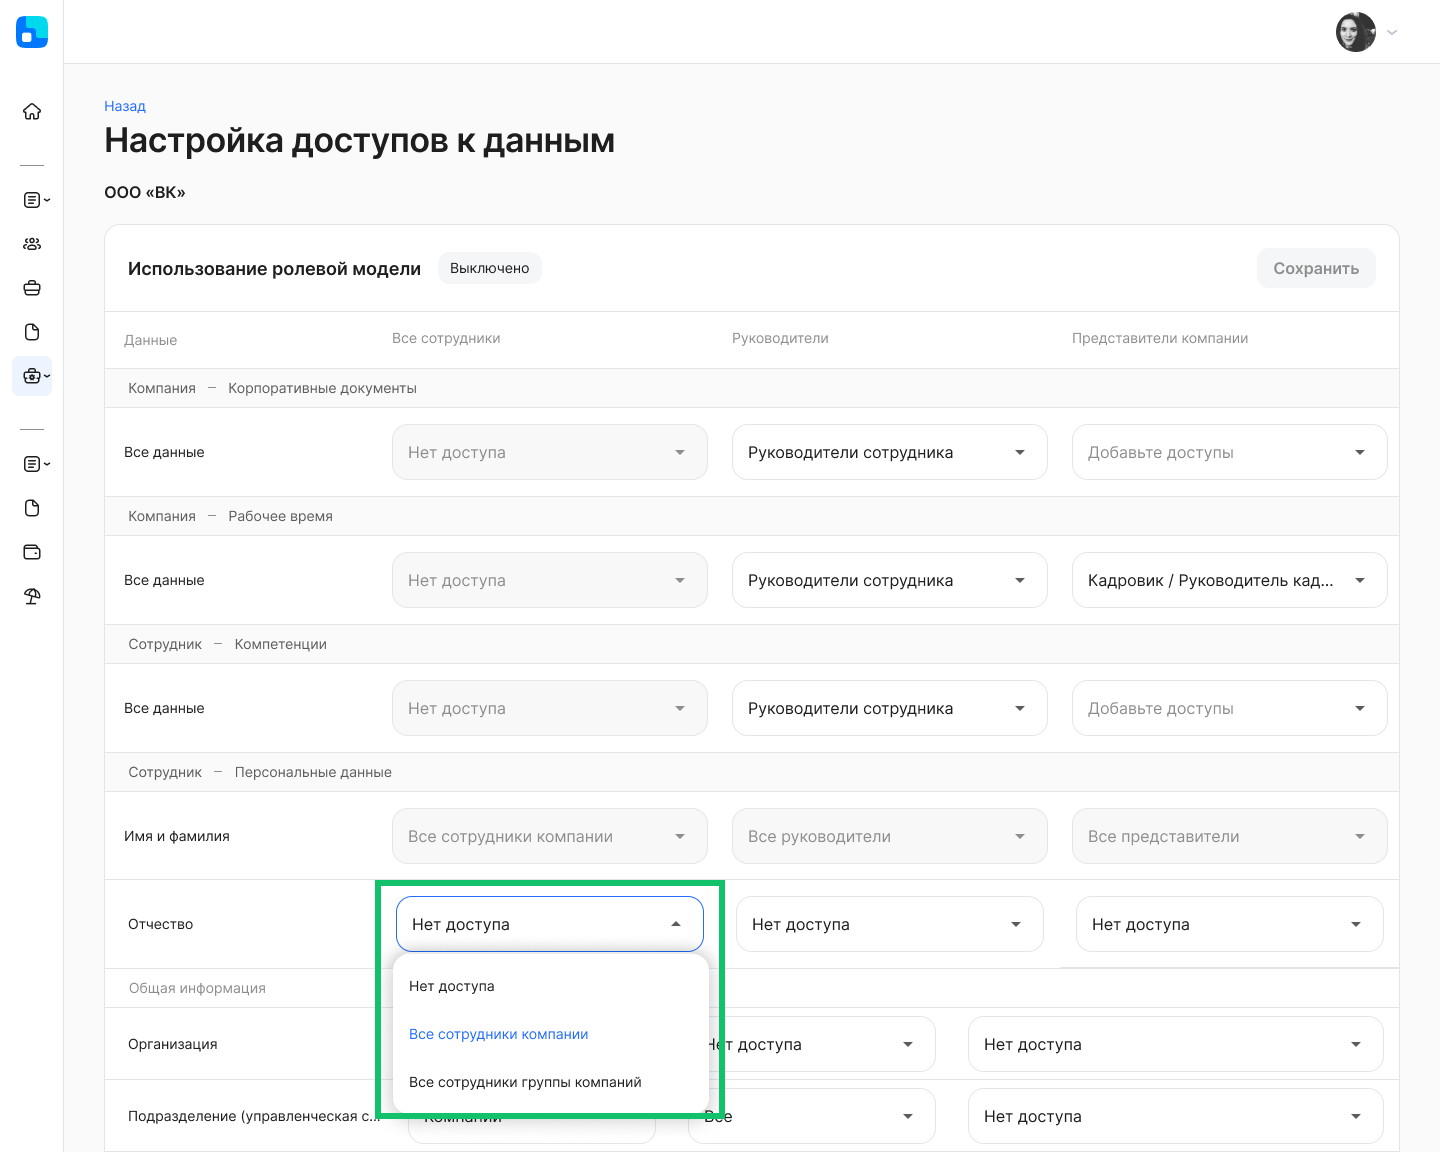 Назад
Настройка доступов к данным
ООО «ВК»
Использование ролевой модели Выключено Сохранить
Данные Все сотрудники Руководители Представители компании
Компания — Корпоративные документы
Все данные Нет доступа Руководители сотрудника Добавьте доступы
Компания — Рабочее время
Все данные Нет доступа Руководители сотрудника Кадровик / Руководитель кад...
Сотрудник — Компетенции
Все данные Нет доступа Руководители сотрудника Добавьте доступы
Сотрудник — Персональные данные
Имя и фамилия Все сотрудники компании Все руководители Все представители
Отчество Нет доступа Нет доступа Нет доступа
Нет доступа
Общая информация
Все сотрудники компании
Организация Нет доступа Нет доступа
Все сотрудники группы компаний
Подразделение (управленческая с... Компании Все Нет доступа